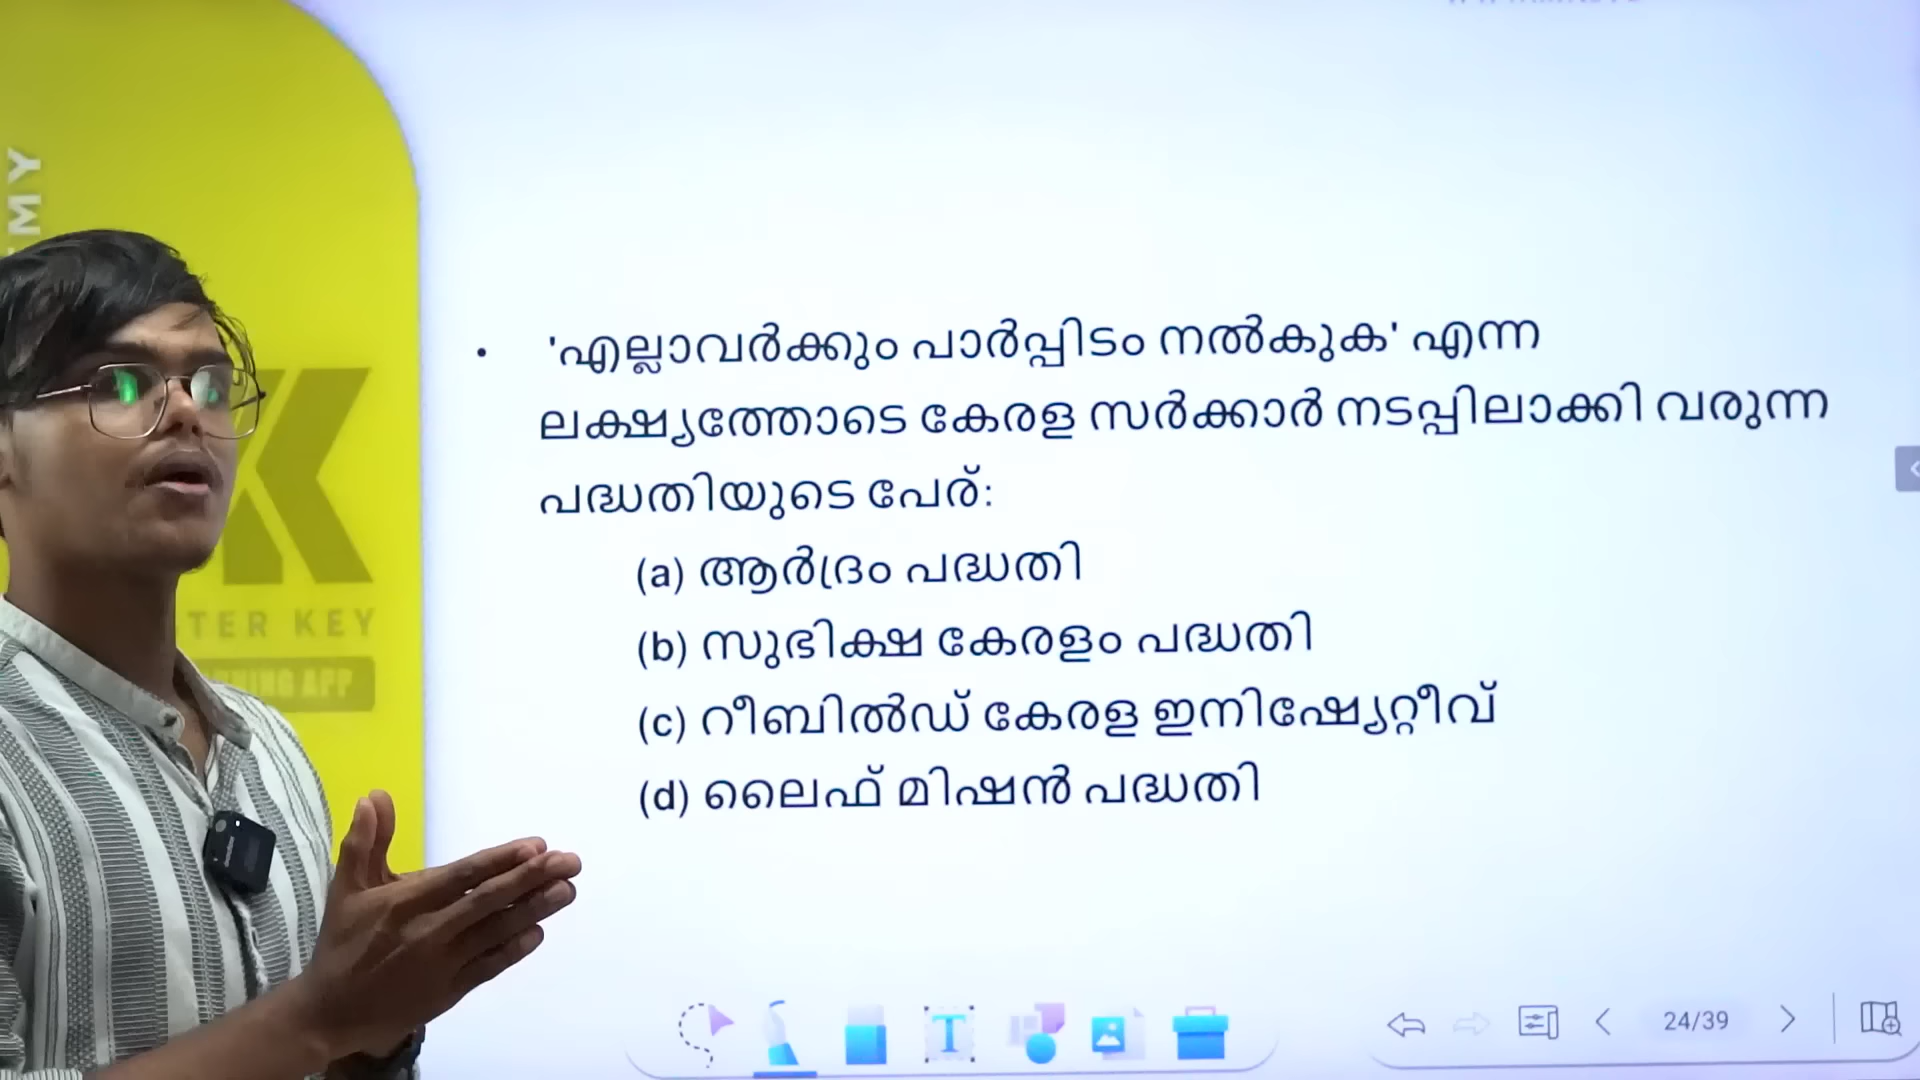 'എല്ലാവർക്കും പാർപ്പിടം നൽകുക' എന്ന
ലക്ഷ്യത്തോടെ കേരള സർക്കാർ നടപ്പിലാക്കി വരുന്ന
പദ്ധതിയുടെ പേര്:
(a) ആർദ്രം പദ്ധതി
(b) സുഭിക്ഷ കേരളം പദ്ധതി
(c) റീബിൽഡ് കേരള ഇനിഷ്യേറ്റീവ്
(d) ലൈഫ് മിഷൻ പദ്ധതി
TER KEY
APP
24/39